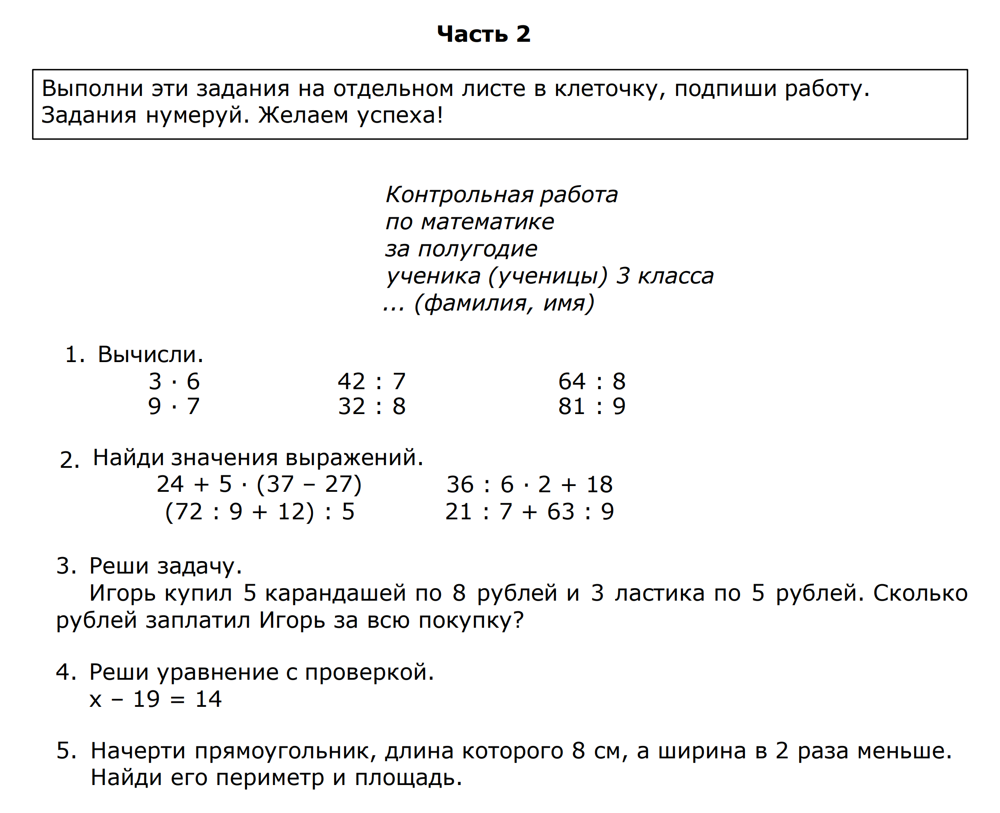 Часть 2
Выполни эти задания на отдельном листе в клеточку, подпиши работу.
Задания нумеруй. Желаем успеха!
Контрольная работа
по математике
за полугодие
ученика (ученицы) 3 класса
… (фамилия, имя)
1. Вычисли.
3 · 6 42 : 7 64 : 8
9 · 7 32 : 8 81 : 9
2. Найди значения выражений.
24 + 5 · (37 – 27) 36 : 6 · 2 + 18
(72 : 9 + 12) : 5 21 : 7 + 63 : 9
3. Реши задачу.
Игорь купил 5 карандашей по 8 рублей и 3 ластика по 5 рублей. Сколько
рублей заплатил Игорь за всю покупку?
4. Реши уравнение с проверкой.
х – 19 = 14
5. Начерти прямоугольник, длина которого 8 см, а ширина в 2 раза меньше.
Найди его периметр и площадь.